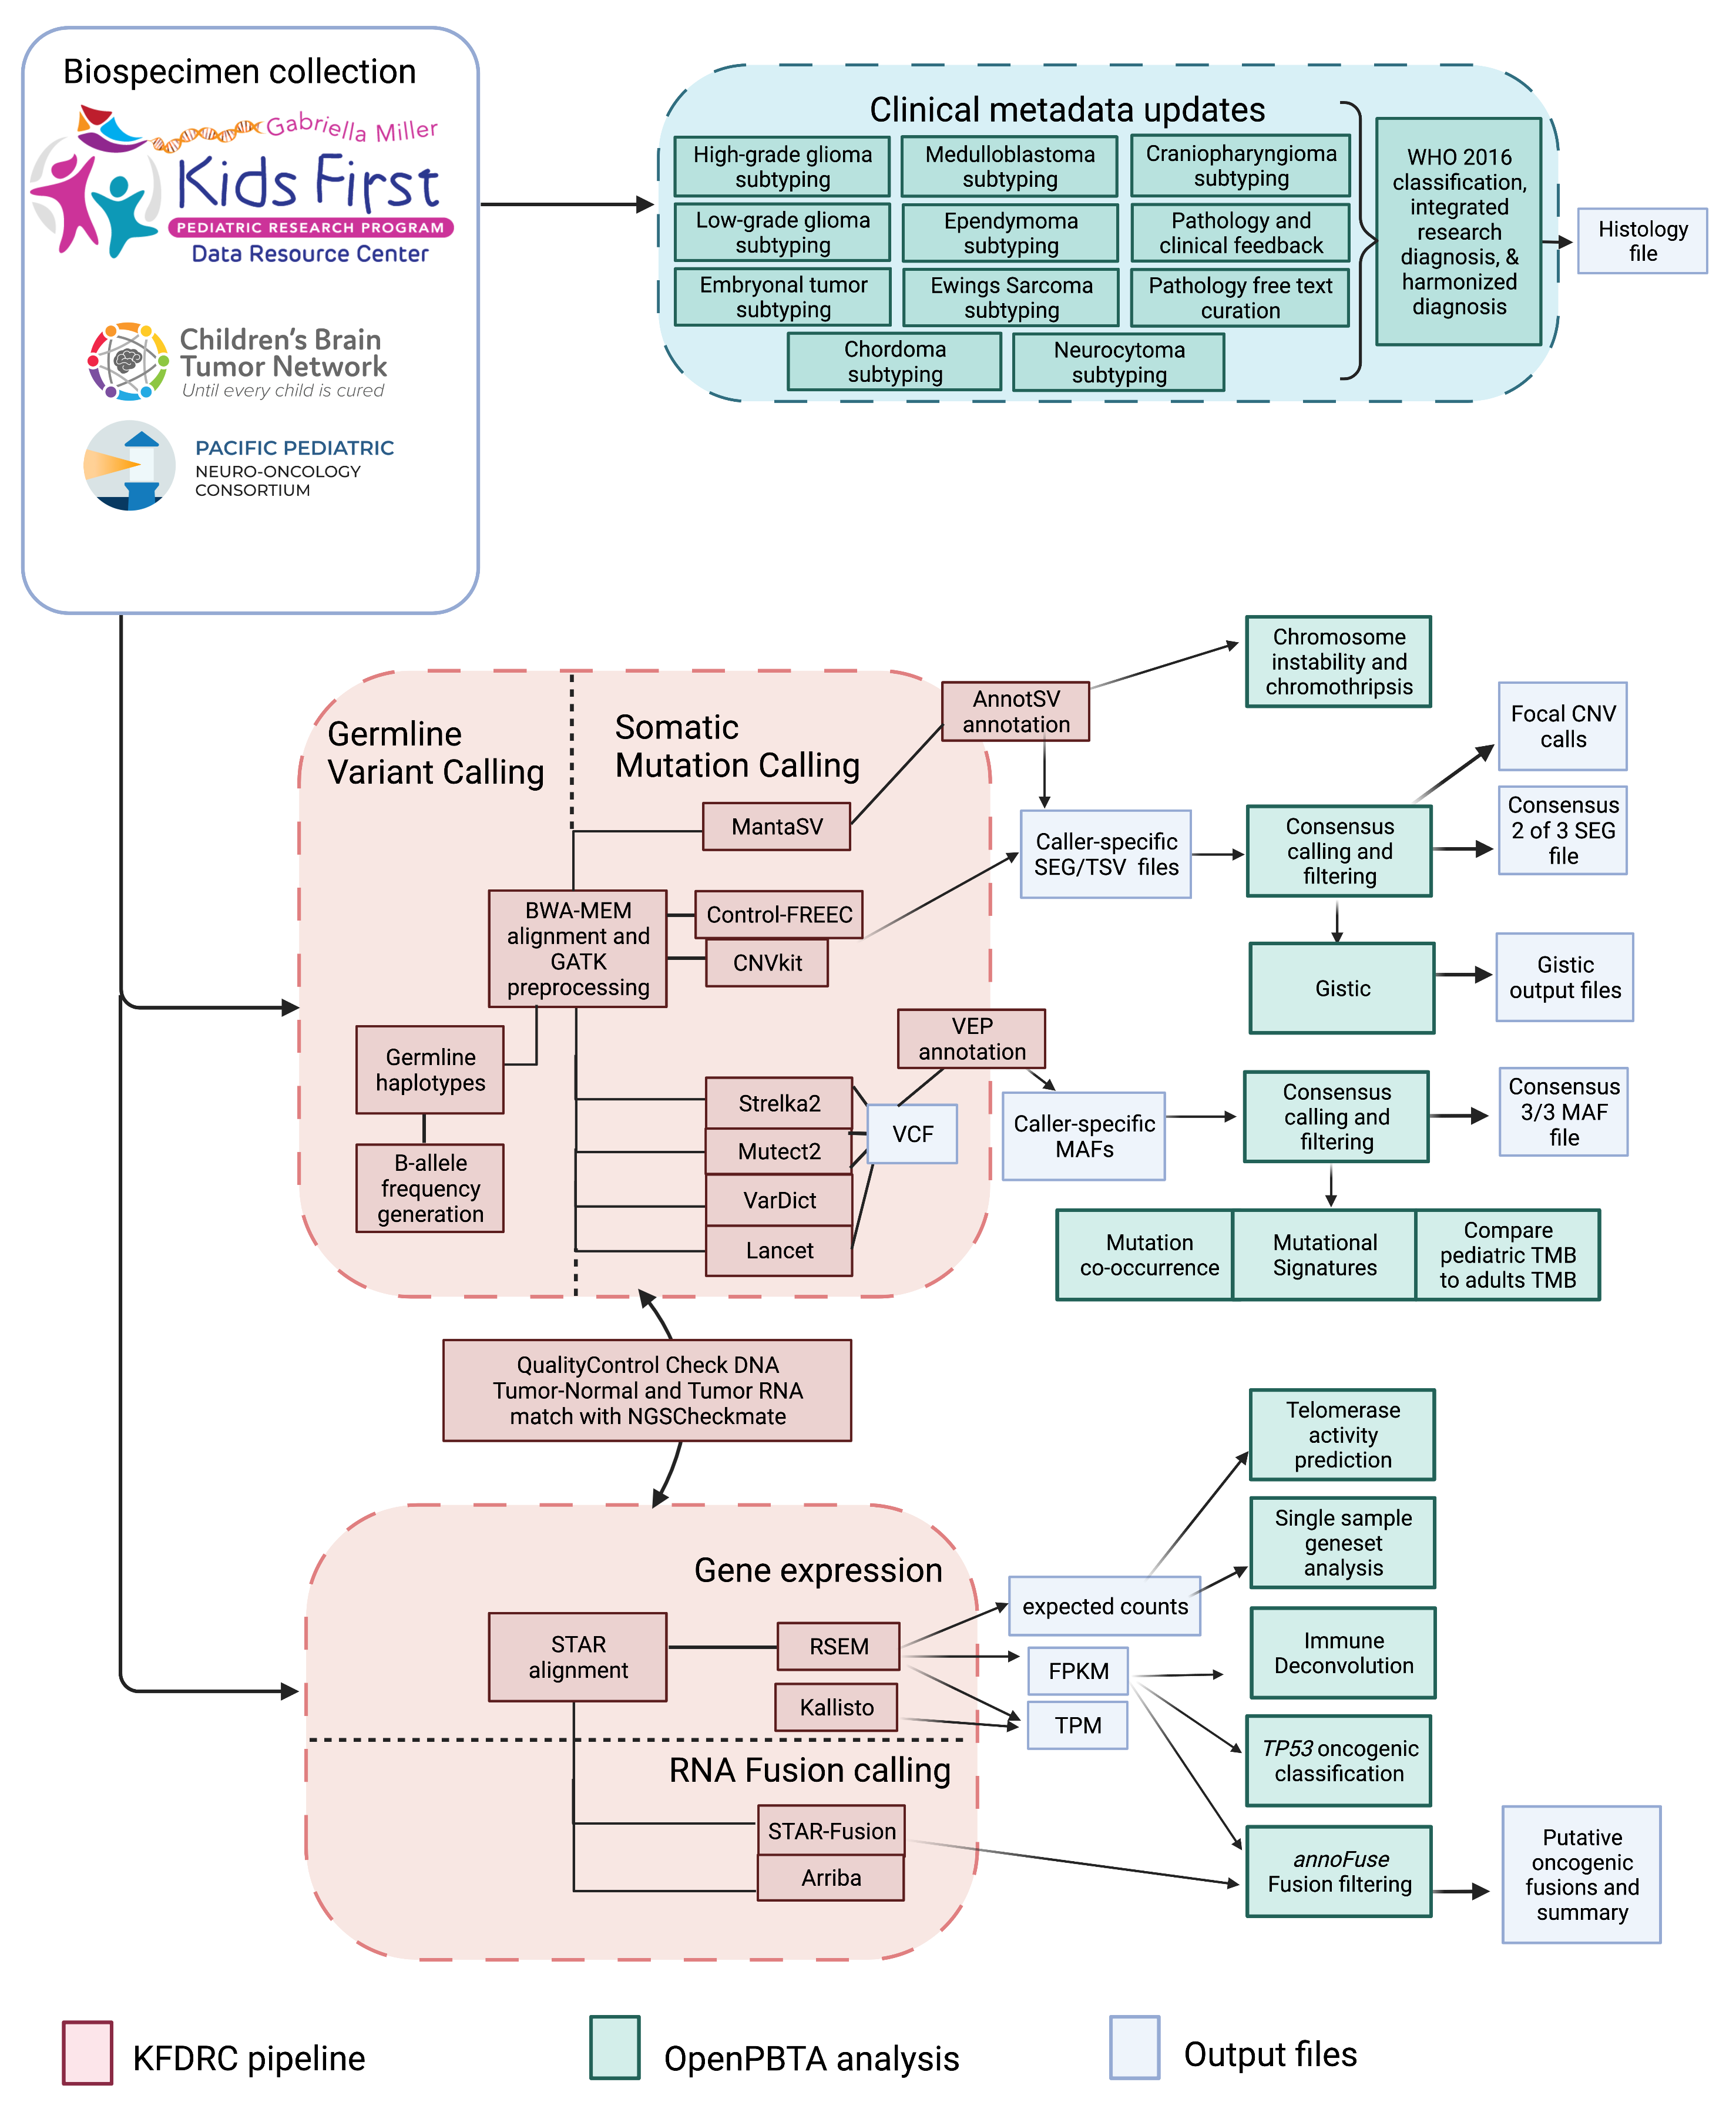 Biospecimen collection
Gabriella Miller
Kids First
PEDIATRIC RESEARCH PROGRAM
Data Resource Center
Children's Brain
Tumor Network
Until every child is cured
PACIFIC PEDIATRIC
NEURO-ONCOLOGY
CONSORTIUM
Clinical metadata updates
High-grade glioma
subtyping
Medulloblastoma
subtyping
Craniopharyngioma
subtyping
Low-grade glioma
subtyping
Ependymoma
subtyping
Pathology and
clinical feedback
Embryonal tumor
subtyping
Ewings Sarcoma
subtyping
Pathology free text
curation
Chordoma
subtyping
Neurocytoma
subtyping
WHO 2016
classification,
integrated
research
diagnosis, &
harmonized
diagnosis
Histology
file
Germline
Variant Calling
Somatic
Mutation Calling
AnnotSV
annotation
Chromosome
instability and
chromothripsis
MantaSV
BWA-MEM
alignment and
GATK
preprocessing
Control-FREEC
CNVkit
Caller-specific
SEG/TSV files
Consensus
calling and
filtering
Focal CNV
calls
Consensus
2 of 3 SEG
file
Gistic
Gistic
output files
Germline
haplotypes
B-allele
frequency
generation
Strelka2
Mutect2
VarDict
Lancet
VCF
VEP
annotation
Caller-specific
MAFs
Consensus
calling and
filtering
Consensus
3/3 MAF
file
Mutation
co-occurrence
Mutational
Signatures
Compare
pediatric TMB
to adults TMB
QualityControl Check DNA
Tumor-Normal and Tumor RNA
match with NGSCheckmate
Gene expression
STAR
alignment
RSEM
Kallisto
expected counts
FPKM
TPM
Telomerase
activity
prediction
Single sample
geneset
analysis
Immune
Deconvolution
TP53 oncogenic
classification
RNA Fusion calling
STAR-Fusion
Arriba
annoFuse
Fusion filtering
Putative
oncogenic
fusions and
summary
KFDRC pipeline
OpenPBTA analysis
Output files